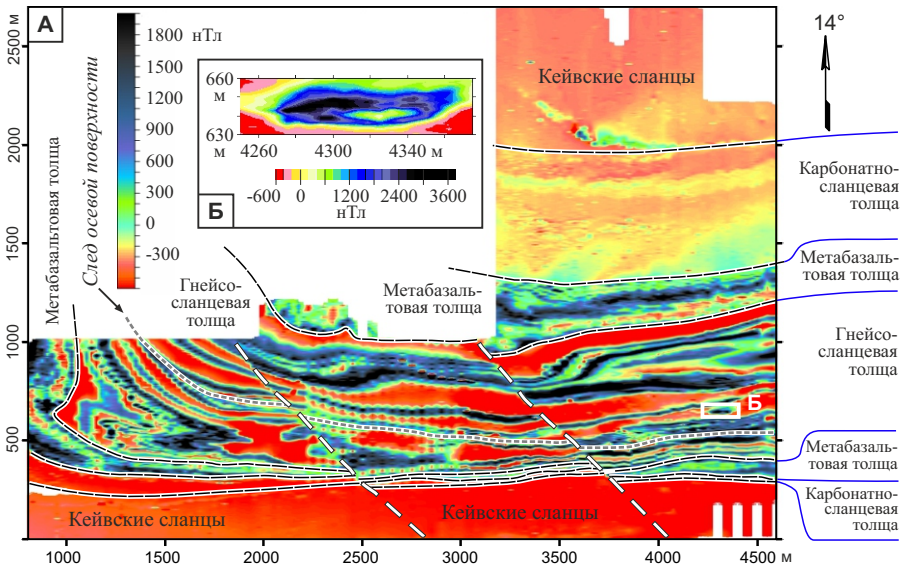 А
2500 м
2000
1500
1000
500
1800 нТл
1500
1200
900
600
300
0
-300
След осевой поверхности
Метабазальтовая толща
660
м
630
м
4260
4300
4340 м
-600
0
1200
2400
3600
нТл
Б
Кейвские сланцы
14°
Карбонатно-
сланцевая
толща
Метабазаль-
товая толща
Гнейсо-
сланцевая
толща
Метабазаль-
товая толща
Гнейсо-
сланцевая
толща
Б
Метабазаль-
товая толща
Карбонатно-
сланцевая
толща
Кейвские сланцы
Кейвские сланцы
1000
1500
2000
2500
3000
3500
4000
4500 м